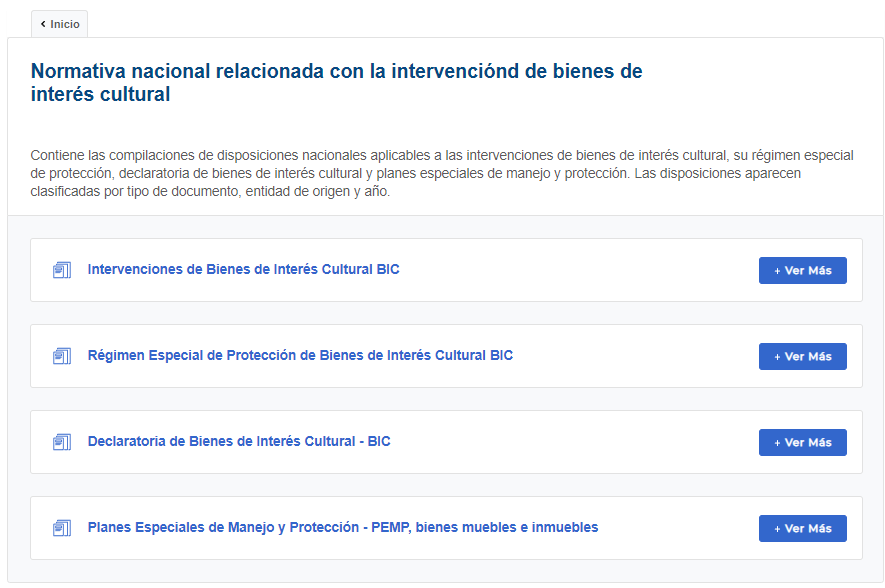 Inicio
Normativa nacional relacionada con la intervenciónd de bienes de
interés cultural
Contiene las compilaciones de disposiciones nacionales aplicables a las intervenciones de bienes de interés cultural, su régimen especial
de protección, declaratoria de bienes de interés cultural y planes especiales de manejo y protección. Las disposiciones aparecen
clasificadas por tipo de documento, entidad de origen y año.
Intervenciones de Bienes de Interés Cultural BIC
+ Ver Más
Régimen Especial de Protección de Bienes de Interés Cultural BIC
+ Ver Más
Declaratoria de Bienes de Interés Cultural - BIC
+ Ver Más
Planes Especiales de Manejo y Protección - PEMP, bienes muebles e inmuebles
+ Ver Más